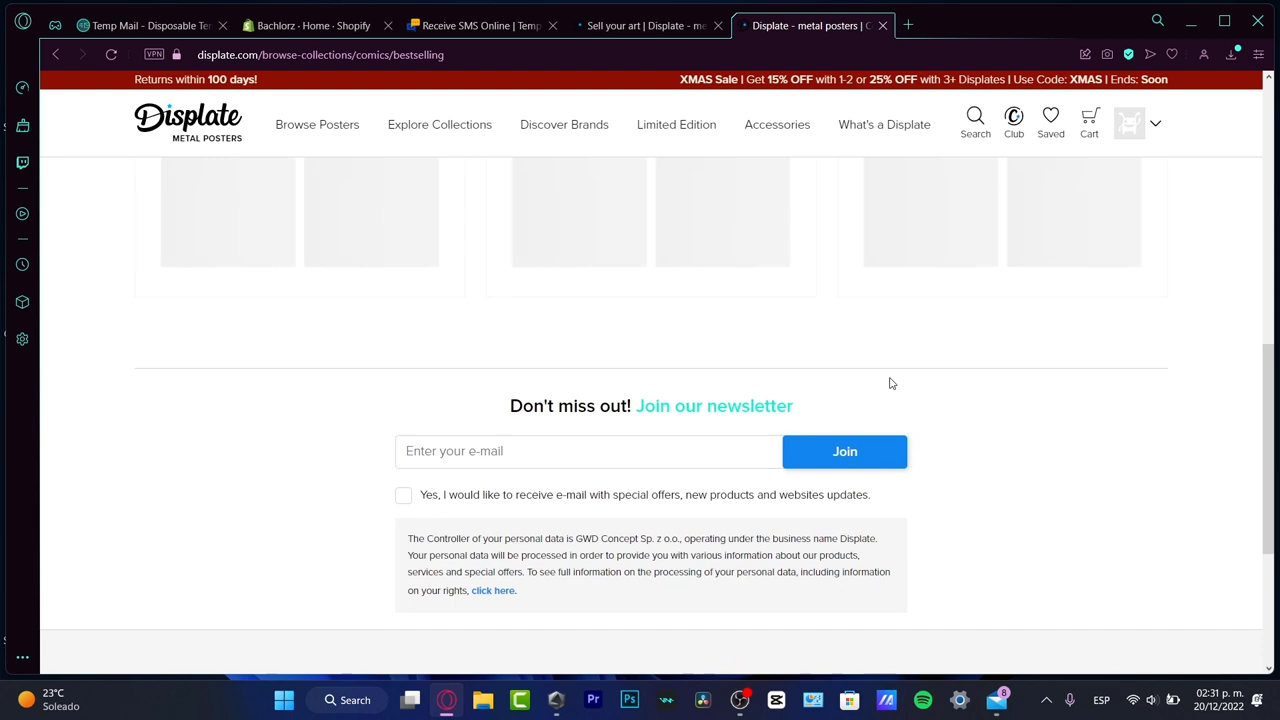 Temp Mail - Disposable Te
Bachlorz · Home · Shopify
Receive SMS Online | Temp
Sell your art | Displate - me
Displate - metal posters | C
VPN
displate.com/browse-collections/comics/bestselling
Returns within 100 days!
XMAS Sale | Get 15% OFF with 1-2 or 25% OFF with 3+ Displates | Use Code: XMAS | Ends: Soon
Displate
METAL POSTERS
Browse Posters
Explore Collections
Discover Brands
Limited Edition
Accessories
What's a Displate
Search
Club
Saved
Cart
Don't miss out! Join our newsletter
Enter your e-mail
Join
Yes, I would like to receive e-mail with special offers, new products and websites updates.
The Controller of your personal data is GWD Concept Sp. z o.o., operating under the business name Displate.
Your personal data will be processed in order to provide you with various information about our products,
services and special offers. To see full information on the processing of your personal data, including information
on your rights, click here.
23°C
Soleado
Search
Pr
Ps
8
ESP
02:31 p. m.
20/12/2022